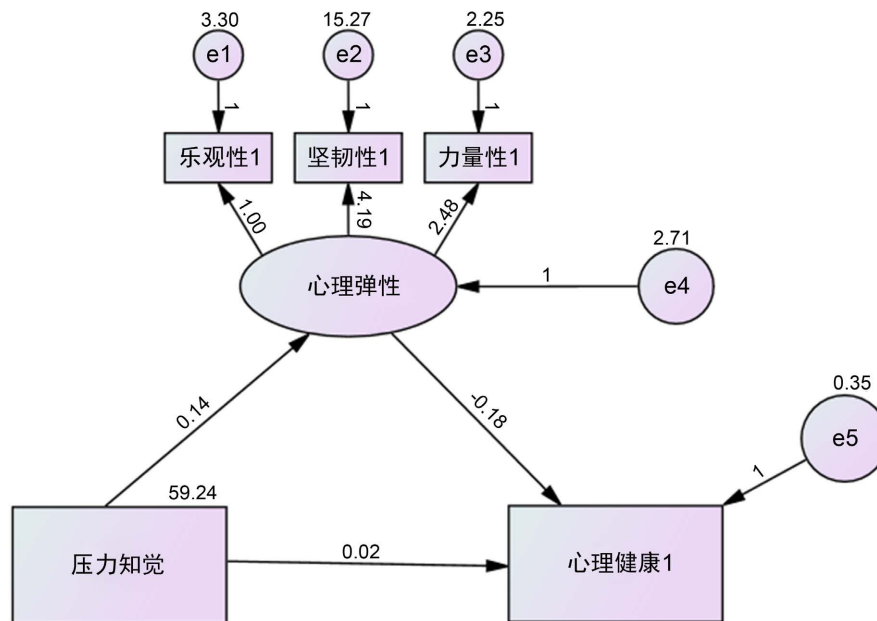 3.30
15.27
2.25
e1
e2
e3
1
1
1
乐观性1
坚韧性1
力量性1
1.00
4.19
2.48
2.71
心理弹性
1
e4
0.35
0.14
-0.18
e5
1
59.24
压力知觉
0.02
心理健康1